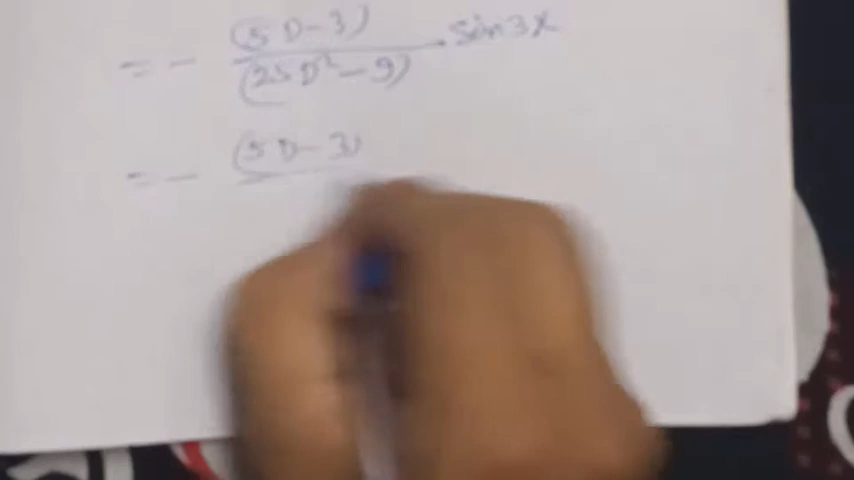 = - (5D-3)/(25D²-9) . Sin3x
= - (5D-3)